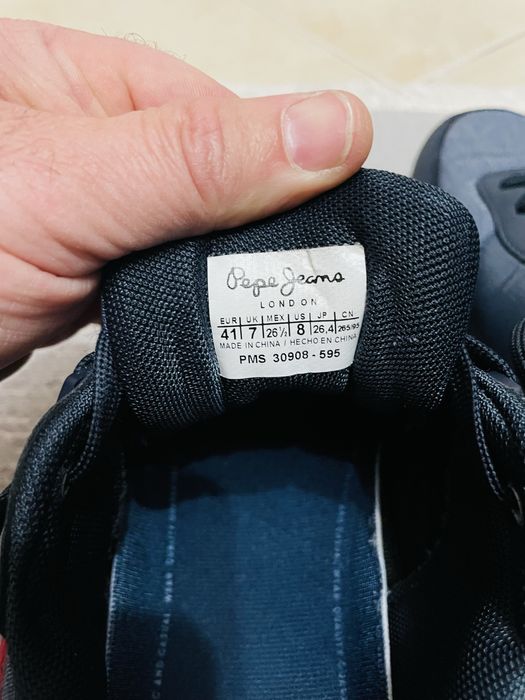 Pepe Jeans
LONDON
EUR UK MEX US JP CN
41 7 26½ 8 26,4 265/95
MADE IN CHINA / HECHO EN CHINA
PMS 30908 - 595